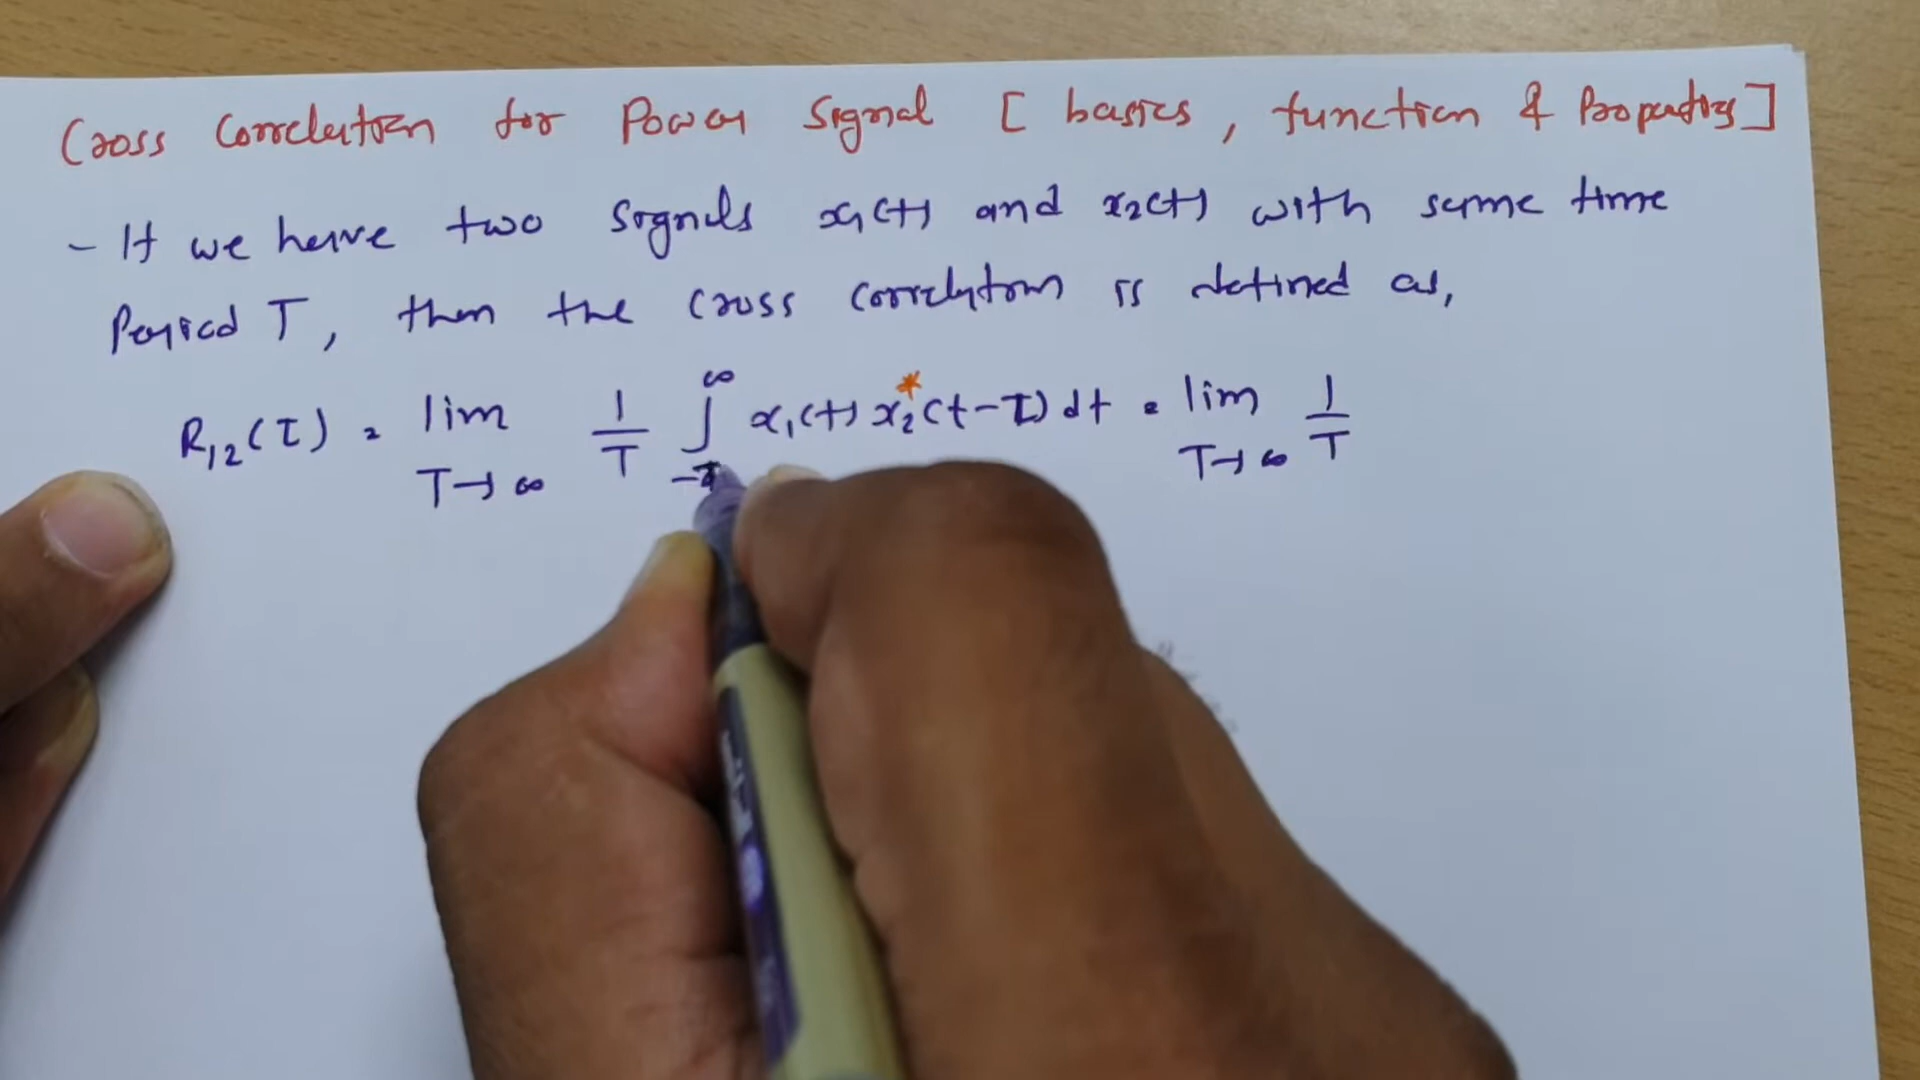 Cross Correlation for Power Signal [ basics , function & Properties ]
- If we have two signals x₁(t) and x₂(t) with same time
Period T , then the cross correlation is defined as,
R₁₂(τ) = lim T→∞ 1/T ∫ ∞ x₁(t) x₂*(t-τ) dt = lim T→∞ 1/T